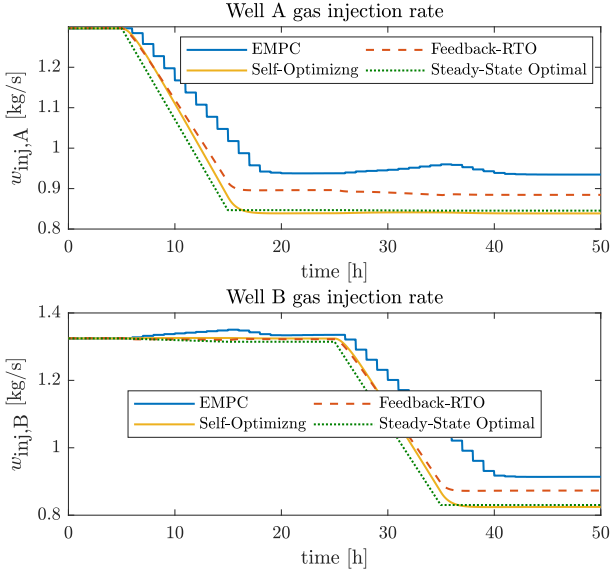 Well A gas injection rate
EMPC
Feedback-RTO
Self-Optimizng
Steady-State Optimal
1.2
1.1
1
0.9
0.8
w_inj,A [kg/s]
0 10 20 30 40 50
time [h]
Well B gas injection rate
1.4
1.2
EMPC
Feedback-RTO
Self-Optimizng
Steady-State Optimal
1
0.8
w_inj,B [kg/s]
0 10 20 30 40 50
time [h]